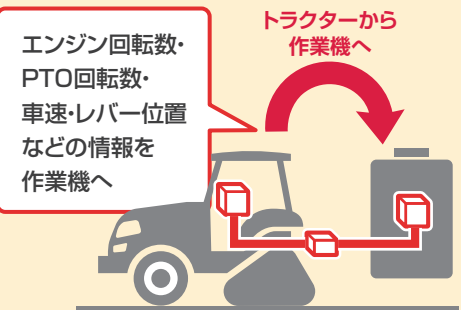 エンジン回転数・
PTO回転数・
車速・レバー位置
などの情報を
作業機へ
トラクターから
作業機へ